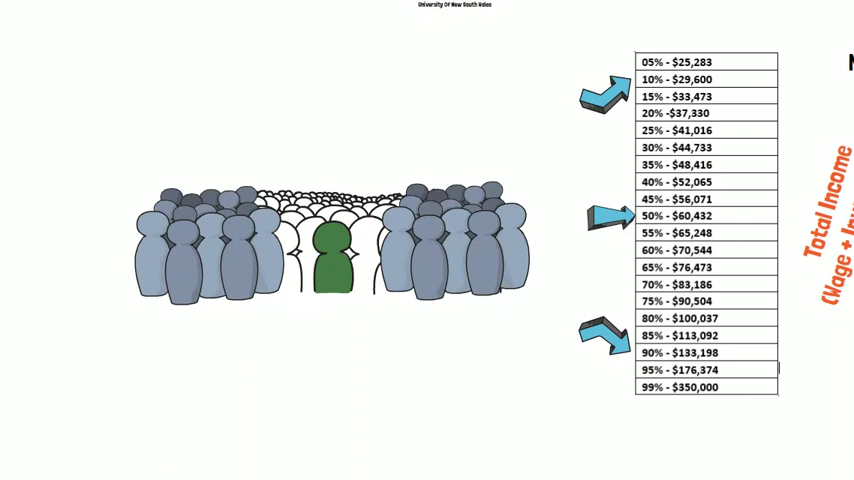 University Of New South Wales
05% - $25,283
10% - $29,600
15% - $33,473
20% -$37,330
25% - $41,016
30% - $44,733
35% - $48,416
40% - $52,065
45% - $56,071
50% - $60,432
55% - $65,248
60% - $70,544
65% - $76,473
70% - $83,186
75% - $90,504
80% - $100,037
85% - $113,092
90% - $133,198
95% - $176,374
99% - $350,000
Total Income
(Wage +